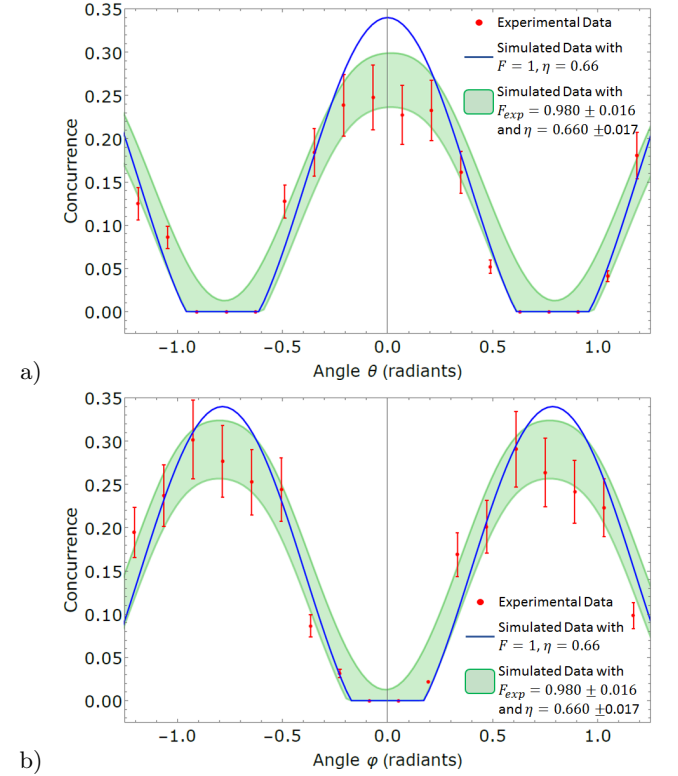 0.35
0.30
0.25
0.20
0.15
0.10
0.05
0.00
Concurrence
Experimental Data
Simulated Data with
F = 1, η = 0.66
Simulated Data with
F_exp = 0.980 ± 0.016
and η = 0.660 ±0.017
−1.0 −0.5 0.0 0.5 1.0
Angle θ (radiants)
a)
0.35
0.30
0.25
0.20
0.15
0.10
0.05
0.00
Concurrence
Experimental Data
Simulated Data with
F = 1, η = 0.66
Simulated Data with
F_exp = 0.980 ± 0.016
and η = 0.660 ±0.017
−1.0 −0.5 0.0 0.5 1.0
Angle φ (radiants)
b)